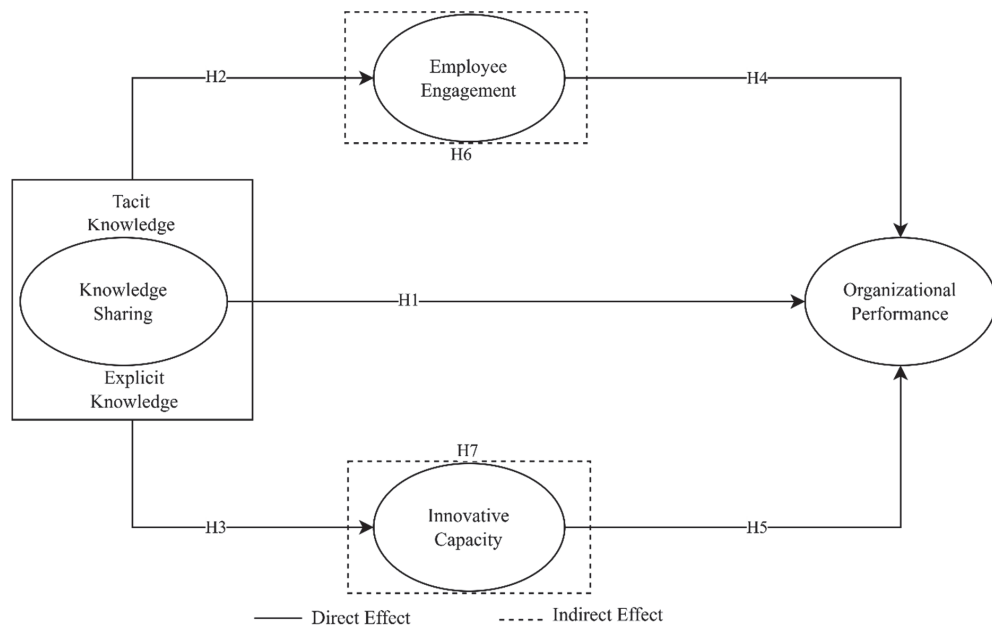 Employee
Engagement
H2
H4
H6
Tacit
Knowledge
Knowledge
Sharing
Explicit
Knowledge
H1
Organizational
Performance
H7
Innovative
Capacity
H3
H5
Direct Effect
Indirect Effect